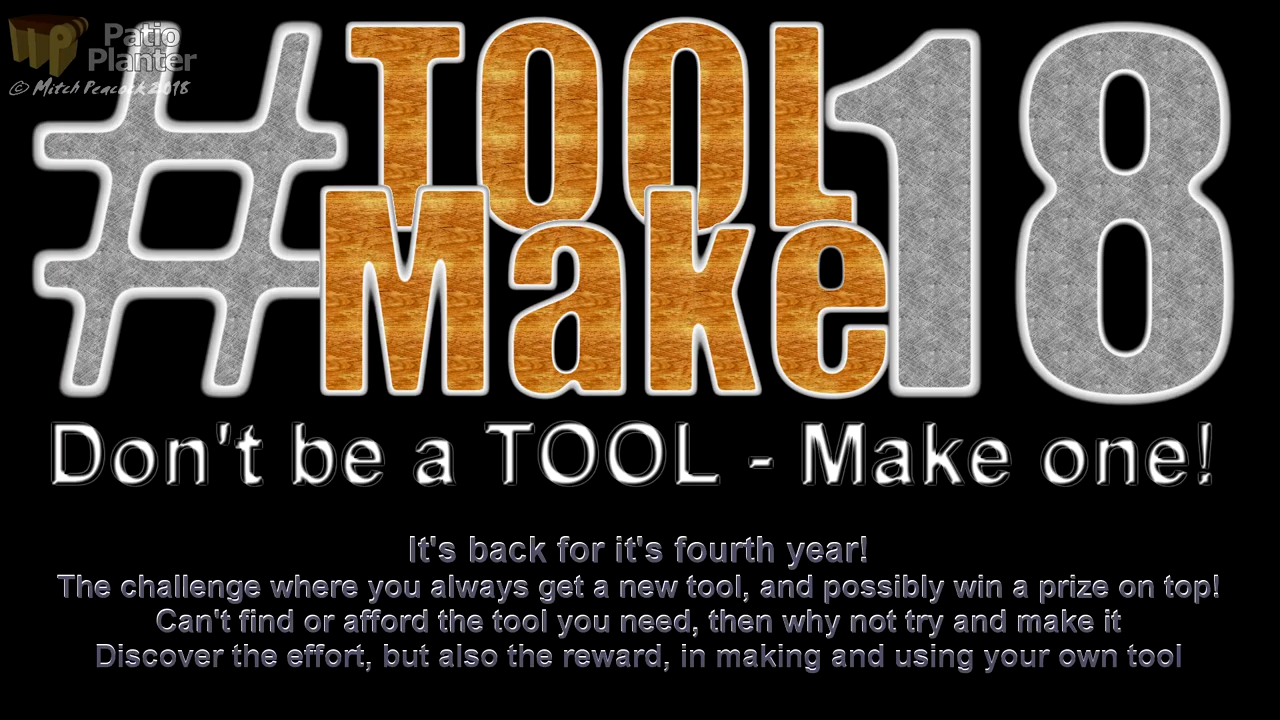 Patio
Planter
© Mitch Peacock 2018
#TOOL
Make18
Don't be a TOOL - Make one!
It's back for it's fourth year!
The challenge where you always get a new tool, and possibly win a prize on top!
Can't find or afford the tool you need, then why not try and make it
Discover the effort, but also the reward, in making and using your own tool